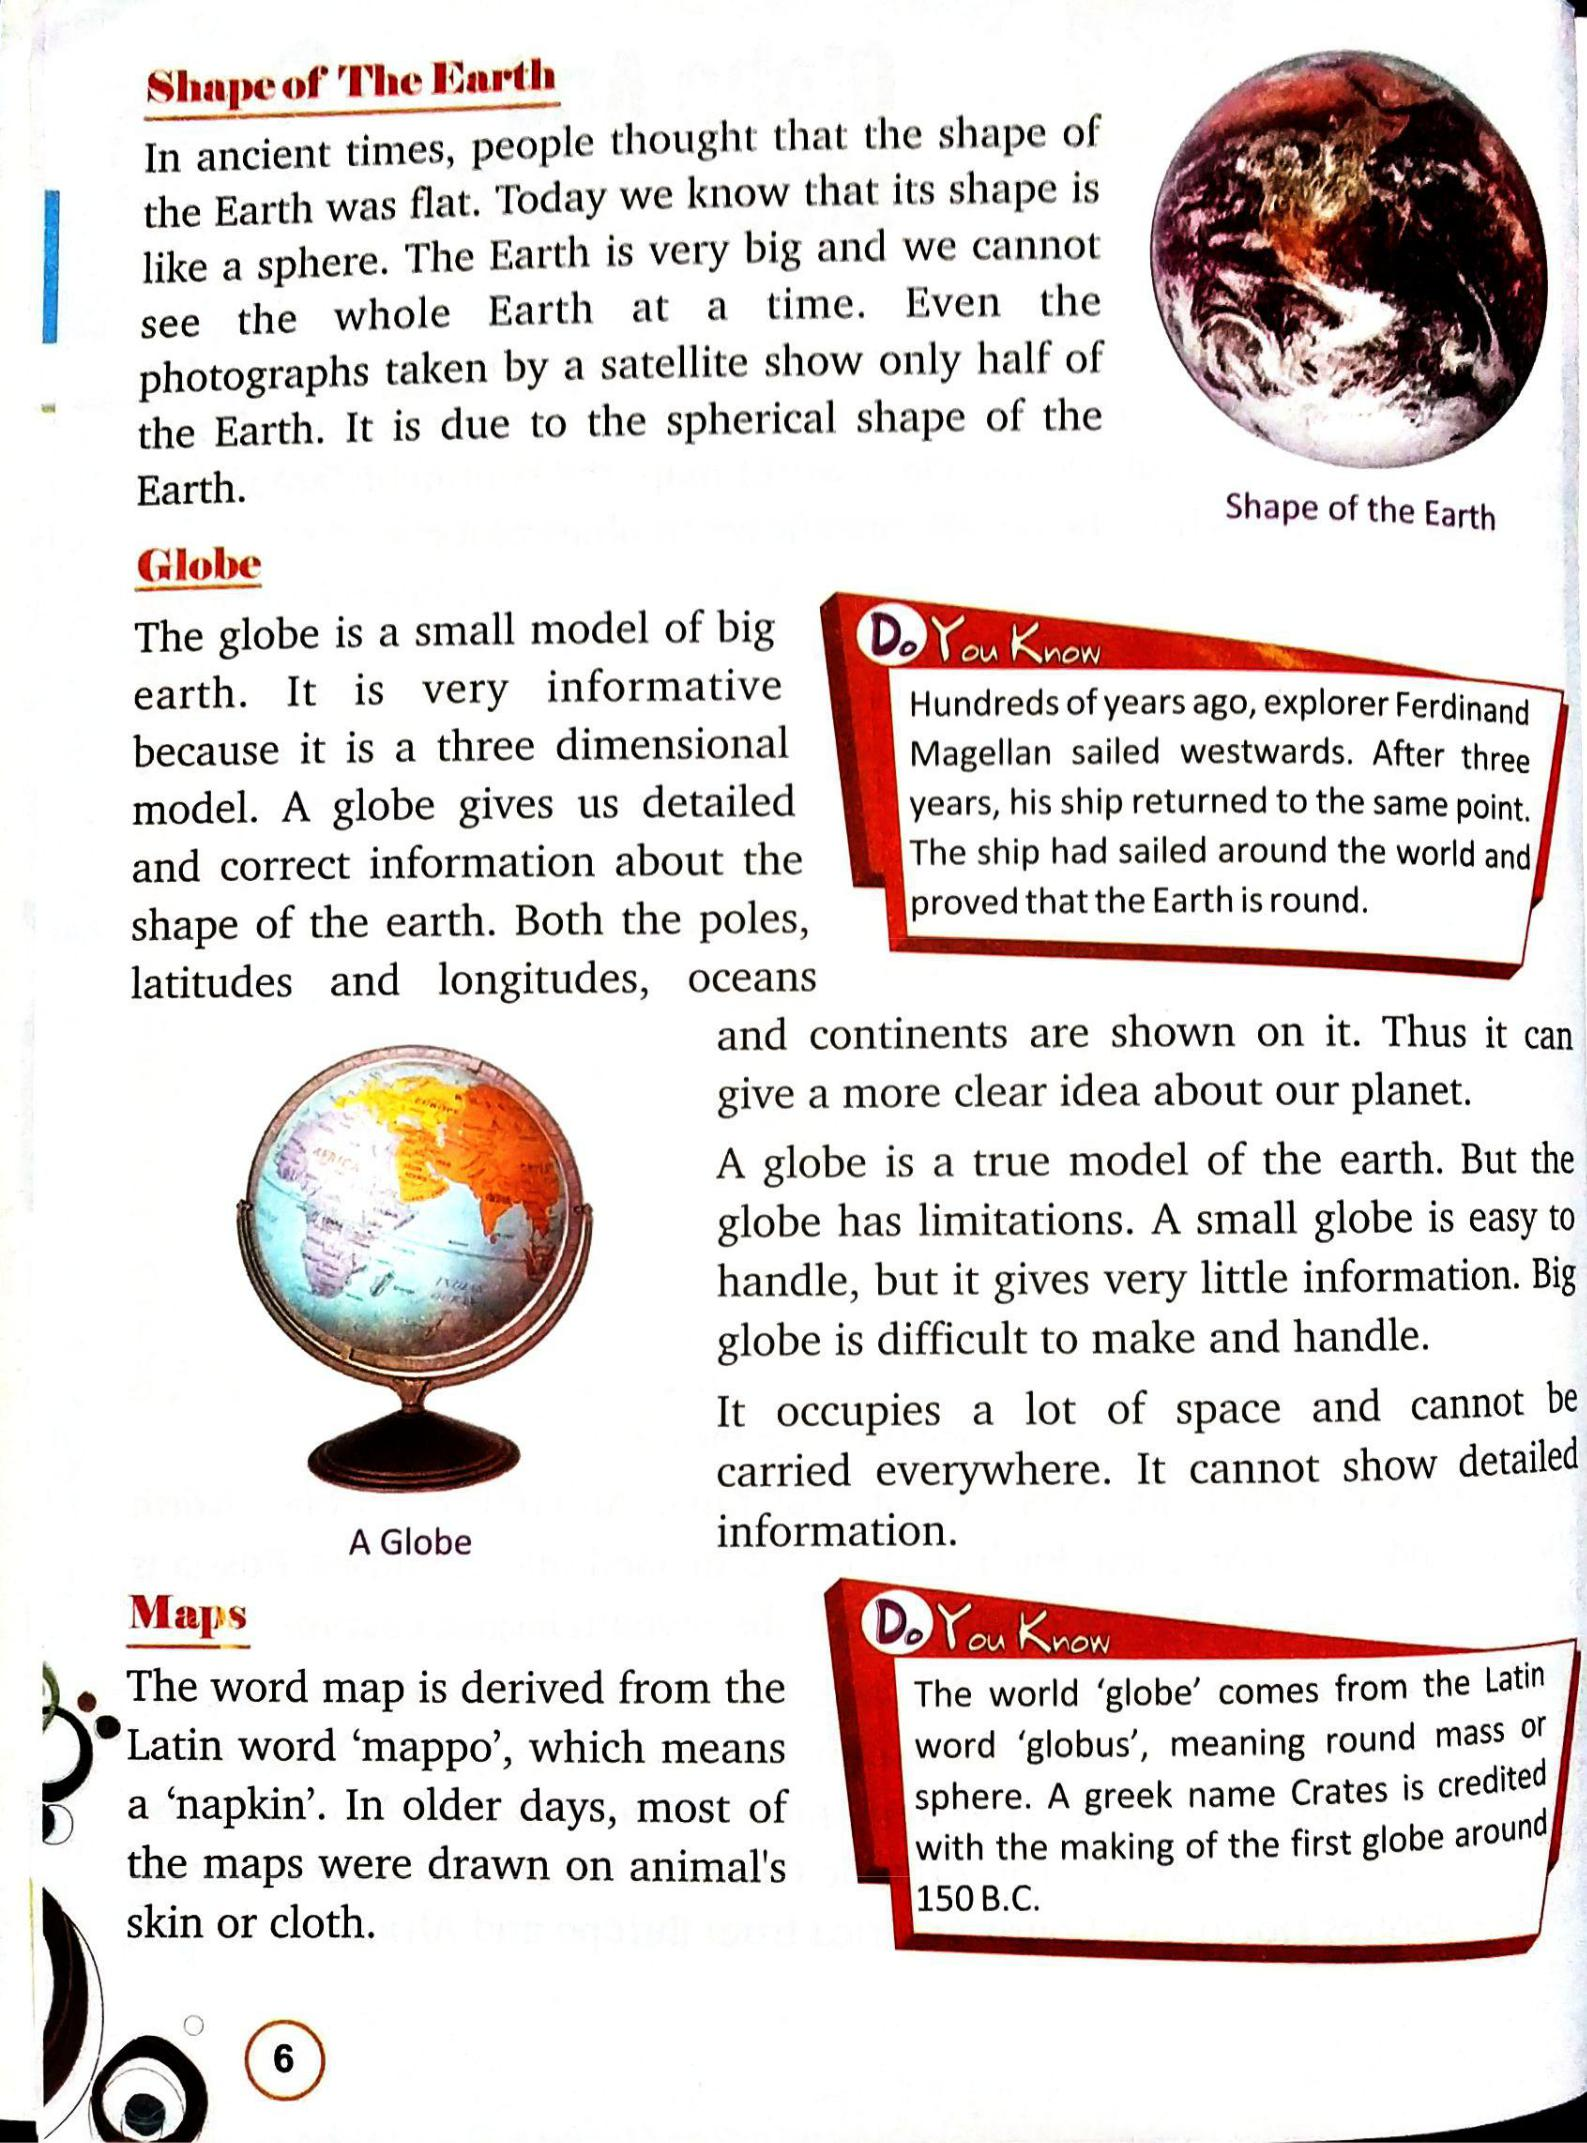 Shape of The Earth
In ancient times, people thought that the shape of
the Earth was flat. Today we know that its shape is
like a sphere. The Earth is very big and we cannot
see the whole Earth at a time. Even the
photographs taken by a satellite show only half of
the Earth. It is due to the spherical shape of the
Earth.
Shape of the Earth
Globe
The globe is a small model of big
earth. It is very informative
because it is a three dimensional
model. A globe gives us detailed
and correct information about the
shape of the earth. Both the poles,
latitudes and longitudes, oceans
Do You Know
Hundreds of years ago, explorer Ferdinand
Magellan sailed westwards. After three
years, his ship returned to the same point.
The ship had sailed around the world and
proved that the Earth is round.
and continents are shown on it. Thus it can
give a more clear idea about our planet.
A globe is a true model of the earth. But the
globe has limitations. A small globe is easy to
handle, but it gives very little information. Big
globe is difficult to make and handle.
It occupies a lot of space and cannot be
carried everywhere. It cannot show detailed
information.
EUROPE
AFRICA
INDIAN
OCEAN
A Globe
Maps
The word map is derived from the
Latin word ‘mappo’, which means
a ‘napkin’. In older days, most of
the maps were drawn on animal's
skin or cloth.
Do You Know
The world ‘globe’ comes from the Latin
word ‘globus’, meaning round mass or
sphere. A greek name Crates is credited
with the making of the first globe around
150 B.C.
6